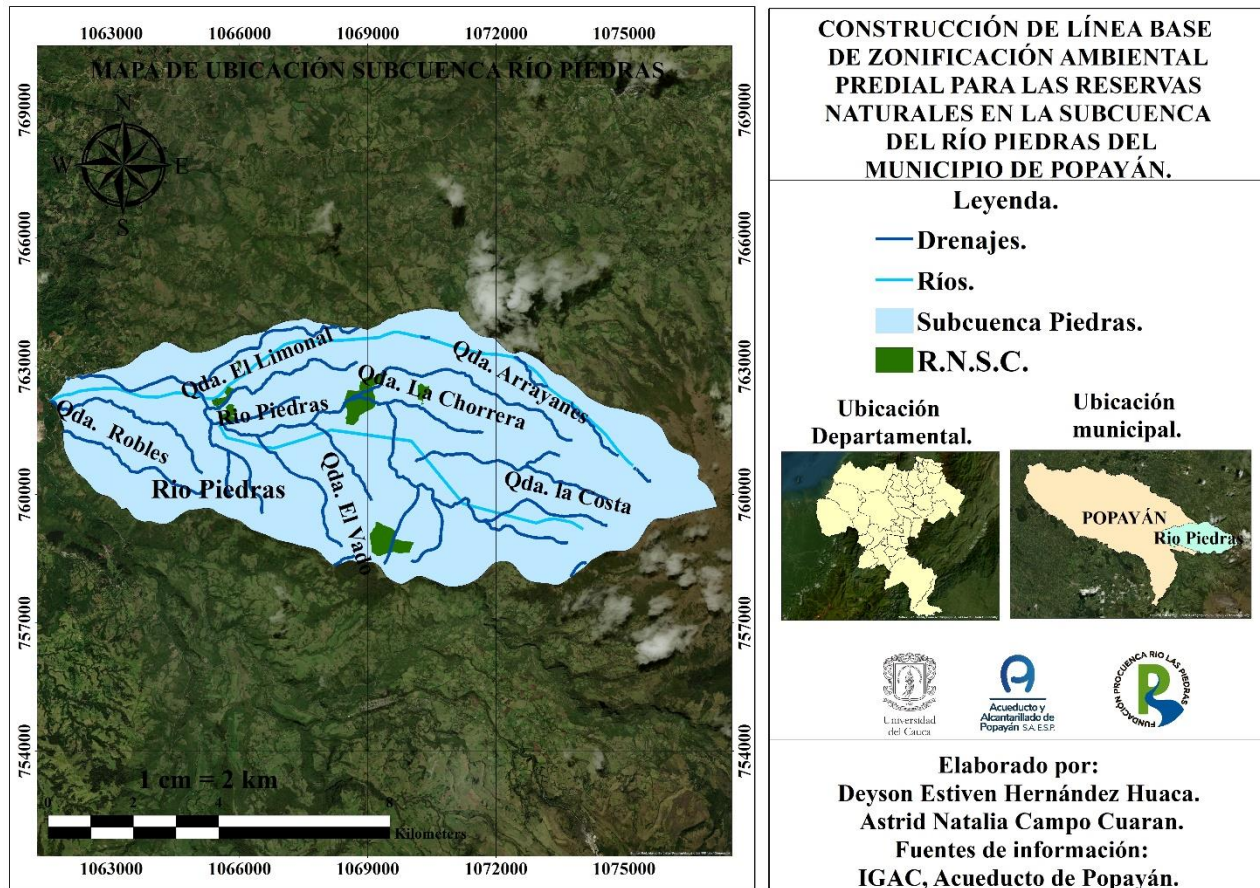 1063000 1066000 1069000 1072000 1075000
MAPA DE UBICACIÓN SUBCUENCA RÍO PIEDRAS
N
W E
S
769000
766000
763000
760000
757000
754000
769000
766000
763000
760000
757000
754000
Qda. El Limonal
Qda. Arrayanes
Qda. La Chorrera
Rio Piedras
Qda. Robles
Rio Piedras
Qda. El Vado
Qda. la Costa
1 cm = 2 km
0 2 4 8
Kilometers
1063000 1066000 1069000 1072000 1075000
CONSTRUCCIÓN DE LÍNEA BASE
DE ZONIFICACIÓN AMBIENTAL
PREDIAL PARA LAS RESERVAS
NATURALES EN LA SUBCUENCA
DEL RÍO PIEDRAS DEL
MUNICIPIO DE POPAYÁN.
Leyenda.
Drenajes.
Ríos.
Subcuenca Piedras.
R.N.S.C.
Ubicación
Departamental.
Ubicación
municipal.
POPAYÁN
Rio Piedras
Universidad
del Cauca
Acueducto y
Alcantarillado de
Popayán S.A. E.S.P.
FUNDACIÓN PROCUENCA RIO LAS PIEDRAS
Elaborado por:
Deyson Estiven Hernández Huaca.
Astrid Natalia Campo Cuaran.
Fuentes de información:
IGAC, Acueducto de Popayán.